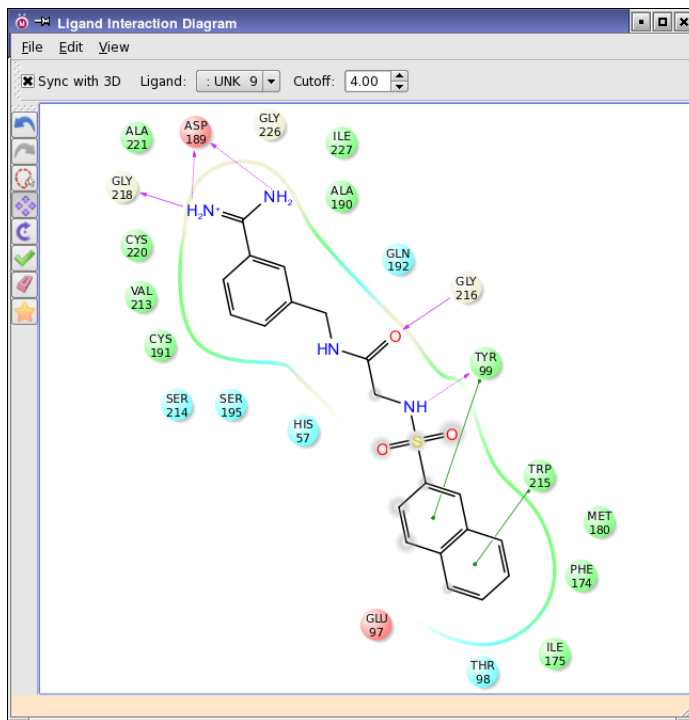 Ligand Interaction Diagram
File Edit View
Sync with 3D Ligand: : UNK 9 Cutoff: 4.00
ALA
221
ASP
189
GLY
226
ILE
227
GLY
218
ALA
190
H₂N⁺
NH₂
CYS
220
GLN
192
VAL
213
GLY
216
CYS
191
O
HN
TYR
99
SER
214
SER
195
HIS
57
NH
O
S
O
TRP
215
MET
180
PHE
174
GLU
97
ILE
175
THR
98